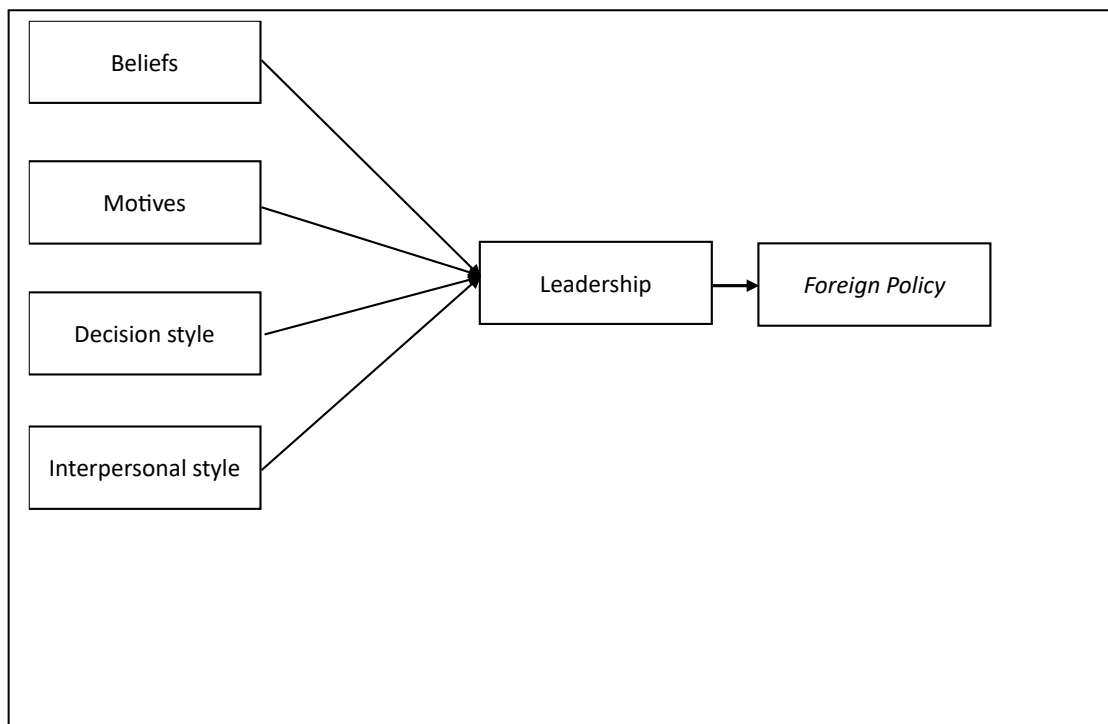 Beliefs
Motives
Decision style
Interpersonal style
Leadership
Foreign Policy